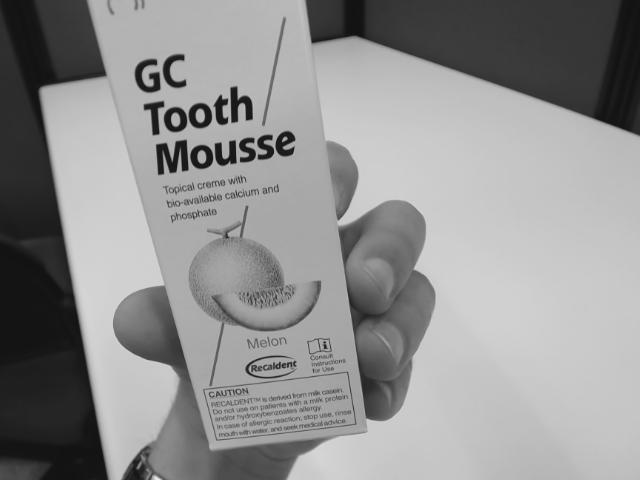 GC
Tooth
Mousse
Topical creme with
bio-available calcium and
phosphate
Melon
Recaldent
Consult
instructions
for Use
CAUTION
RECALDENT™ is derived from milk casein.
Do not use on patients with a milk protein
and/or hydroxybenzoates allergy.
In case of allergic reaction, stop use, rinse
mouth with water, and seek medical advice.